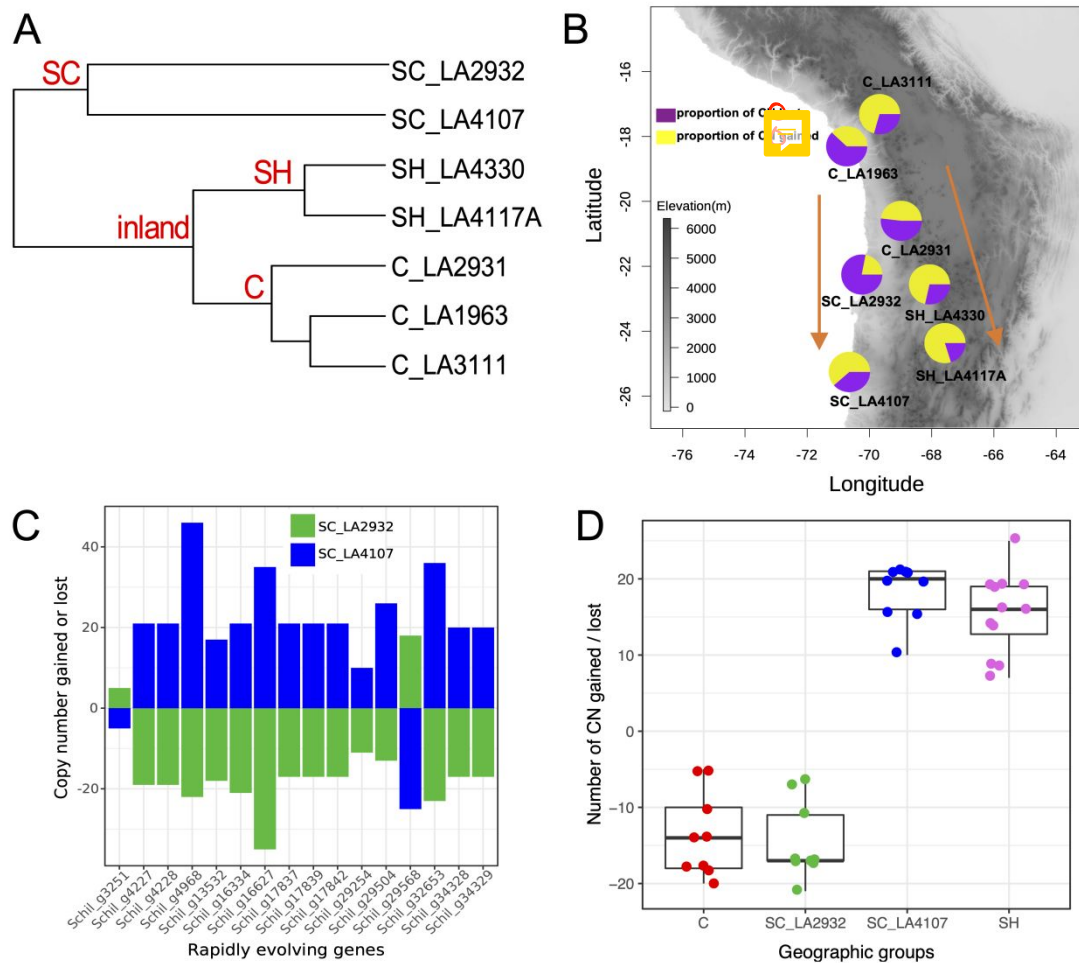 A
SC
SC_LA2932
SC_LA4107
SH
SH_LA4330
SH_LA4117A
inland
C
C_LA2931
C_LA1963
C_LA3111
B
C_LA3111
proportion of
proportion of CN gained
C_LA1963
C_LA2931
SC_LA2932
SH_LA4330
SH_LA4117A
SC_LA4107
Elevation(m)
6000
5000
4000
3000
2000
1000
0
Latitude
-16
-18
-20
-22
-24
-26
-76
-74
-72
-70
-68
-66
-64
Longitude
C
SC_LA2932
SC_LA4107
Copy number gained or lost
40
20
0
-20
Schil_g3251
Schil_g4227
Schil_g4228
Schil_g4968
Schil_g13532
Schil_g16334
Schil_g16627
Schil_g17837
Schil_g17839
Schil_g17842
Schil_g29254
Schil_g29504
Schil_g29568
Schil_g32653
Schil_g34328
Schil_g34329
Rapidly evolving genes
D
Number of CN gained / lost
20
10
0
−10
−20
C
SC_LA2932
SC_LA4107
SH
Geographic groups